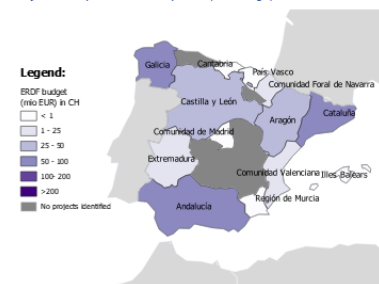 Galicia
Cantabria
País Vasco
Comunidad Foral de Navarra
Legend:
ERDF budget
(mio EUR) in CH
< 1
1 - 25
25 - 50
50 - 100
100- 200
>200
No projects identified
Castilla y León
Cataluña
Aragón
Comunidad de Madrid
Extremadura
Comunidad Valenciana
Illes Balears
Región de Murcia
Andalucía